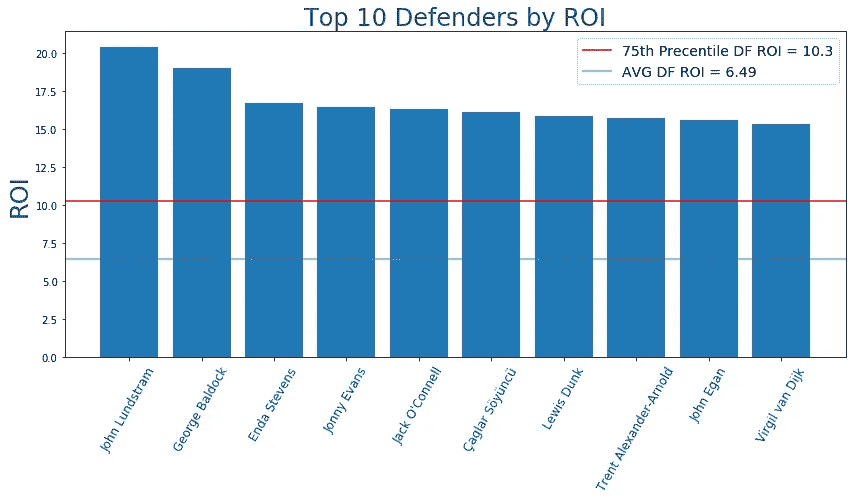 Top 10 Defenders by ROI
75th Precentile DF ROI = 10.3
AVG DF ROI = 6.49
ROI
20.0
17.5
15.0
12.5
10.0
7.5
5.0
2.5
0.0
John Lundstram
George Baldock
Enda Stevens
Jonny Evans
Jack O'Connell
Çaglar Söyüncü
Lewis Dunk
Trent Alexander-Arnold
John Egan
Virgil van Dijk